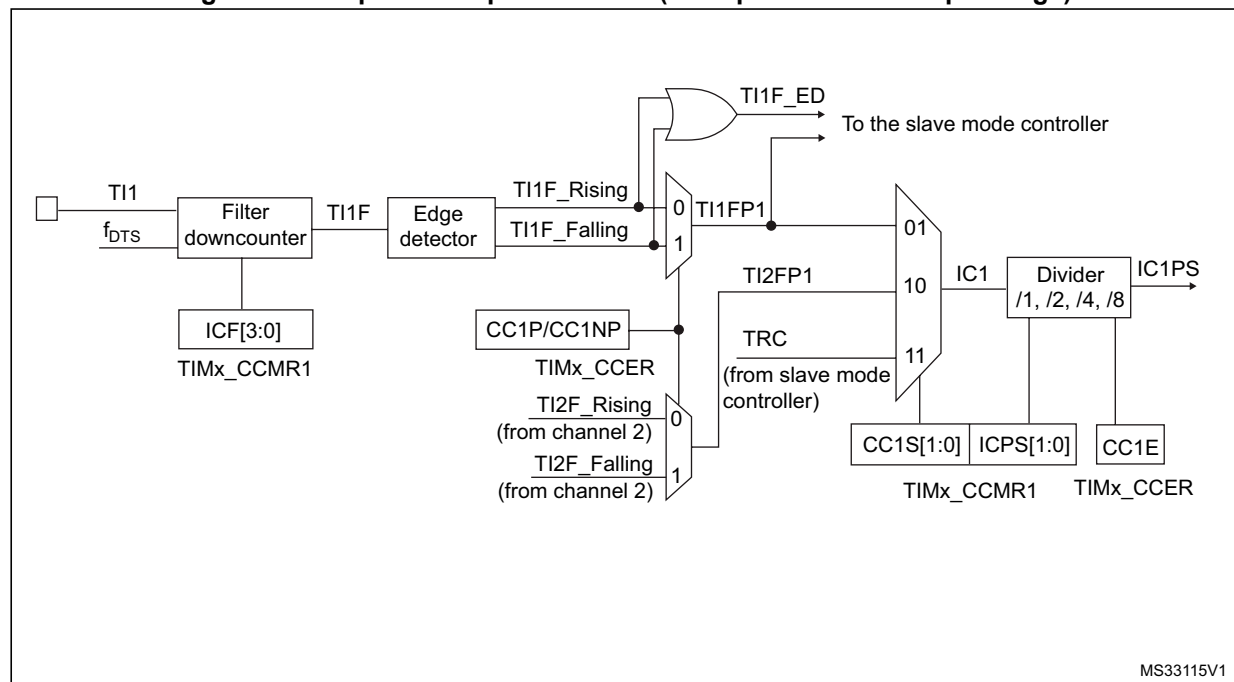 TI1F_ED
To the slave mode controller
TI1
f_DTS
Filter
downcounter
TI1F
Edge
detector
TI1F_Rising
TI1F_Falling
0
1
TI1FP1
01
TI2FP1
10
IC1
Divider
/1, /2, /4, /8
IC1PS
ICF[3:0]
TIMx_CCMR1
CC1P/CC1NP
TIMx_CCER
TRC
11
(from slave mode
controller)
TI2F_Rising
0
(from channel 2)
TI2F_Falling
1
(from channel 2)
CC1S[1:0]
ICPS[1:0]
CC1E
TIMx_CCMR1
TIMx_CCER
MS33115V1